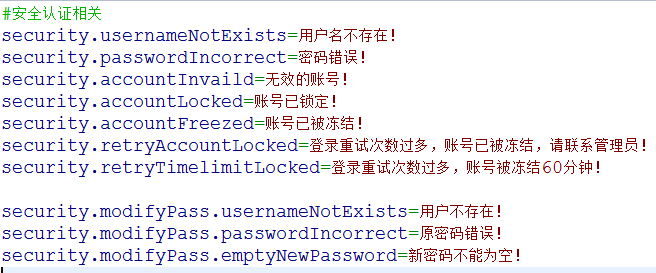 #安全认证相关
security.usernameNotExists=用户名不存在!
security.passwordIncorrect=密码错误!
security.accountInvaild=无效的账号!
security.accountLocked=账号已锁定!
security.accountFreezed=账号已被冻结!
security.retryAccountLocked=登录重试次数过多，账号已被冻结，请联系管理员!
security.retryTimelimitLocked=登录重试次数过多，账号被冻结60分钟!
security.modifyPass.usernameNotExists=用户不存在!
security.modifyPass.passwordIncorrect=原密码错误!
security.modifyPass.emptyNewPassword=新密码不能为空!